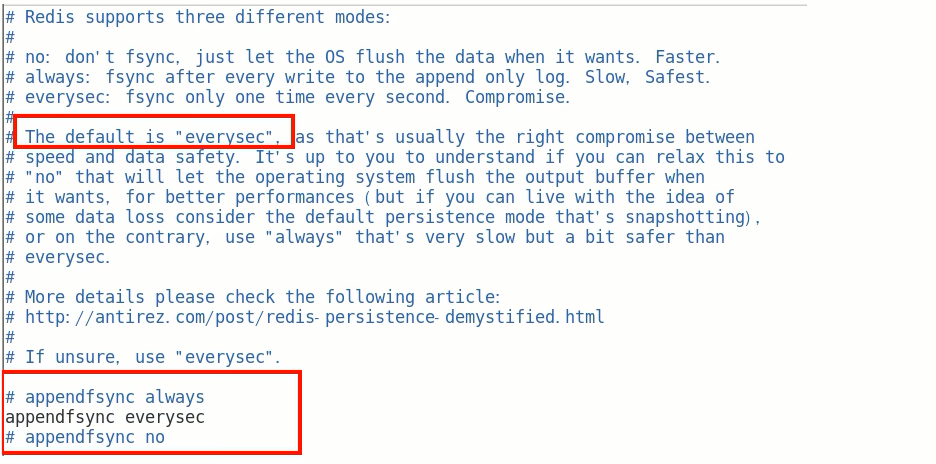 # Redis supports three different modes:
#
# no: don't fsync, just let the OS flush the data when it wants. Faster.
# always: fsync after every write to the append only log. Slow, Safest.
# everysec: fsync only one time every second. Compromise.
#
# The default is "everysec", as that's usually the right compromise between
# speed and data safety. It's up to you to understand if you can relax this to
# "no" that will let the operating system flush the output buffer when
# it wants, for better performances (but if you can live with the idea of
# some data loss consider the default persistence mode that's snapshotting),
# or on the contrary, use "always" that's very slow but a bit safer than
# everysec.
#
# More details please check the following article:
# http://antirez.com/post/redis-persistence-demystified.html
#
# If unsure, use "everysec".
# appendfsync always
appendfsync everysec
# appendfsync no